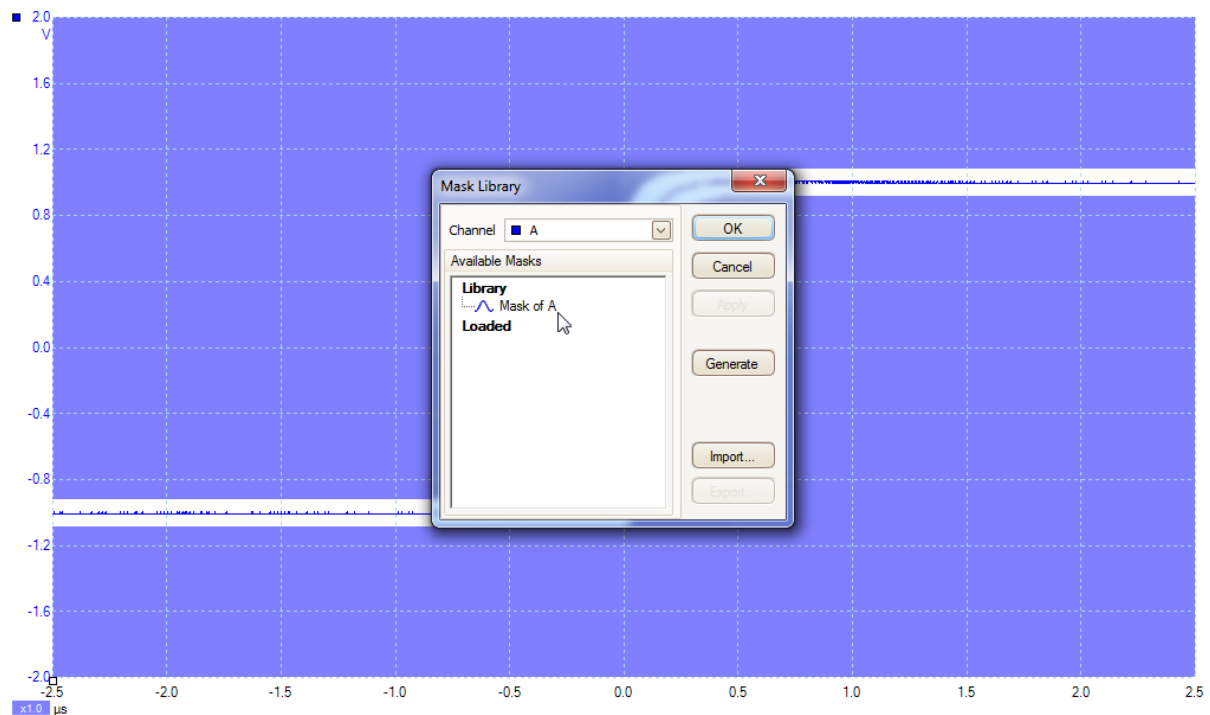 2.0
V
1.6
1.2
0.8
0.4
0.0
-0.4
-0.8
-1.2
-1.6
-2.0
Mask Library
Channel A
OK
Available Masks
Cancel
Library
Mask of A
Apply
Loaded
Generate
Import...
Export...
-2.5 -2.0 -1.5 -1.0 -0.5 0.0 0.5 1.0 1.5 2.0 2.5
x1.0 µs